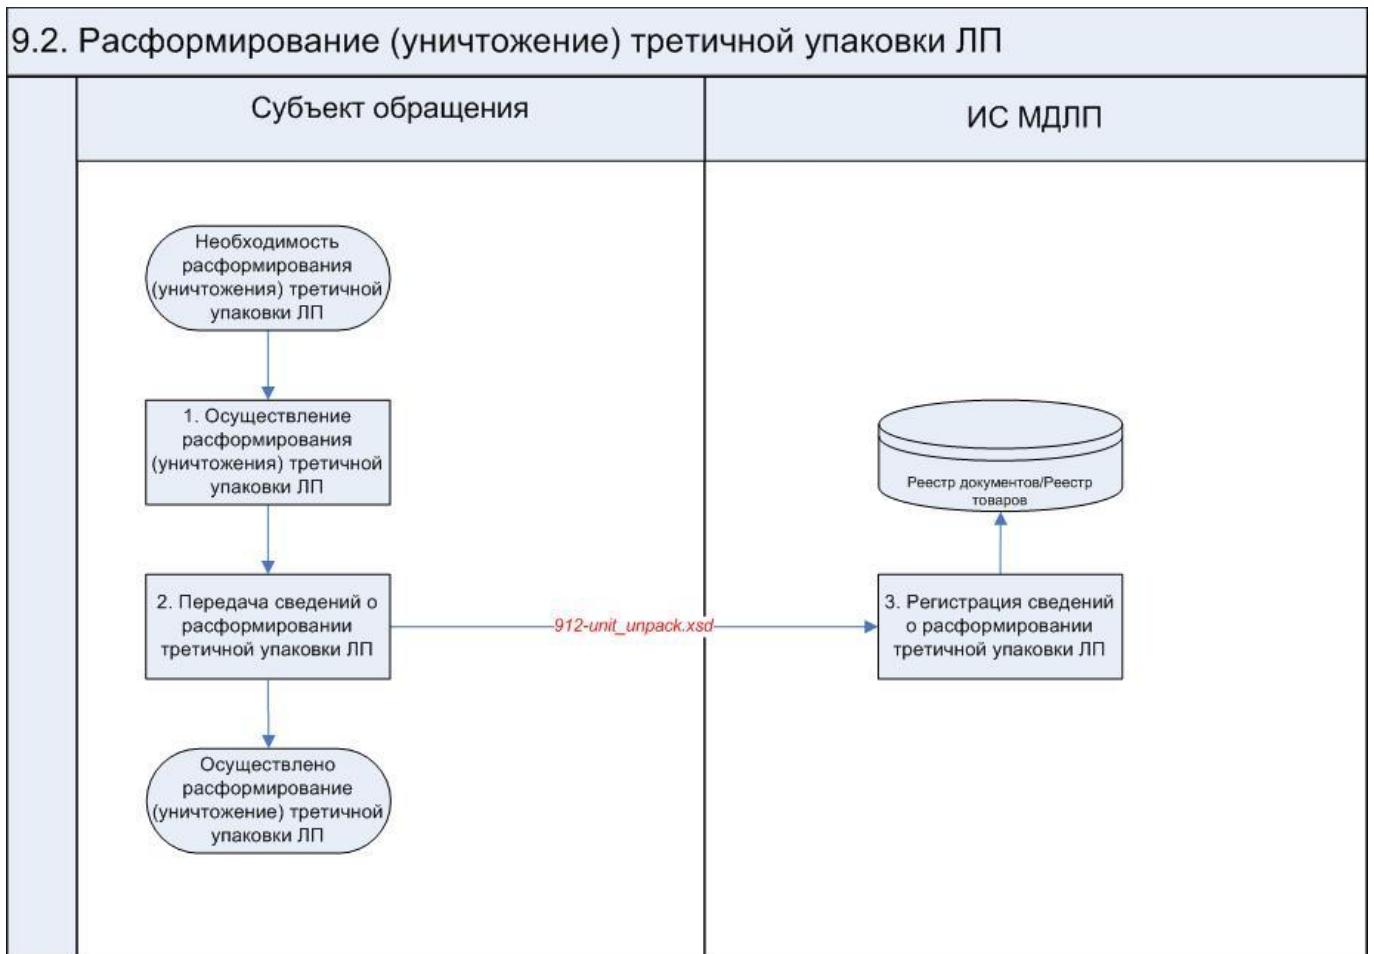 9.2. Расформирование (уничтожение) третичной упаковки ЛП
Субъект обращения
ИС МДЛП
Необходимость
расформирования
(уничтожения) третичной
упаковки ЛП
1. Осуществление
расформирования
(уничтожения) третичной
упаковки ЛП
Реестр документов/Реестр
товаров
2. Передача сведений о
расформировании
третичной упаковки ЛП
912-unit_unpack.xsd
3. Регистрация сведений
о расформировании
третичной упаковки ЛП
Осуществлено
расформирование
(уничтожение) третичной
упаковки ЛП